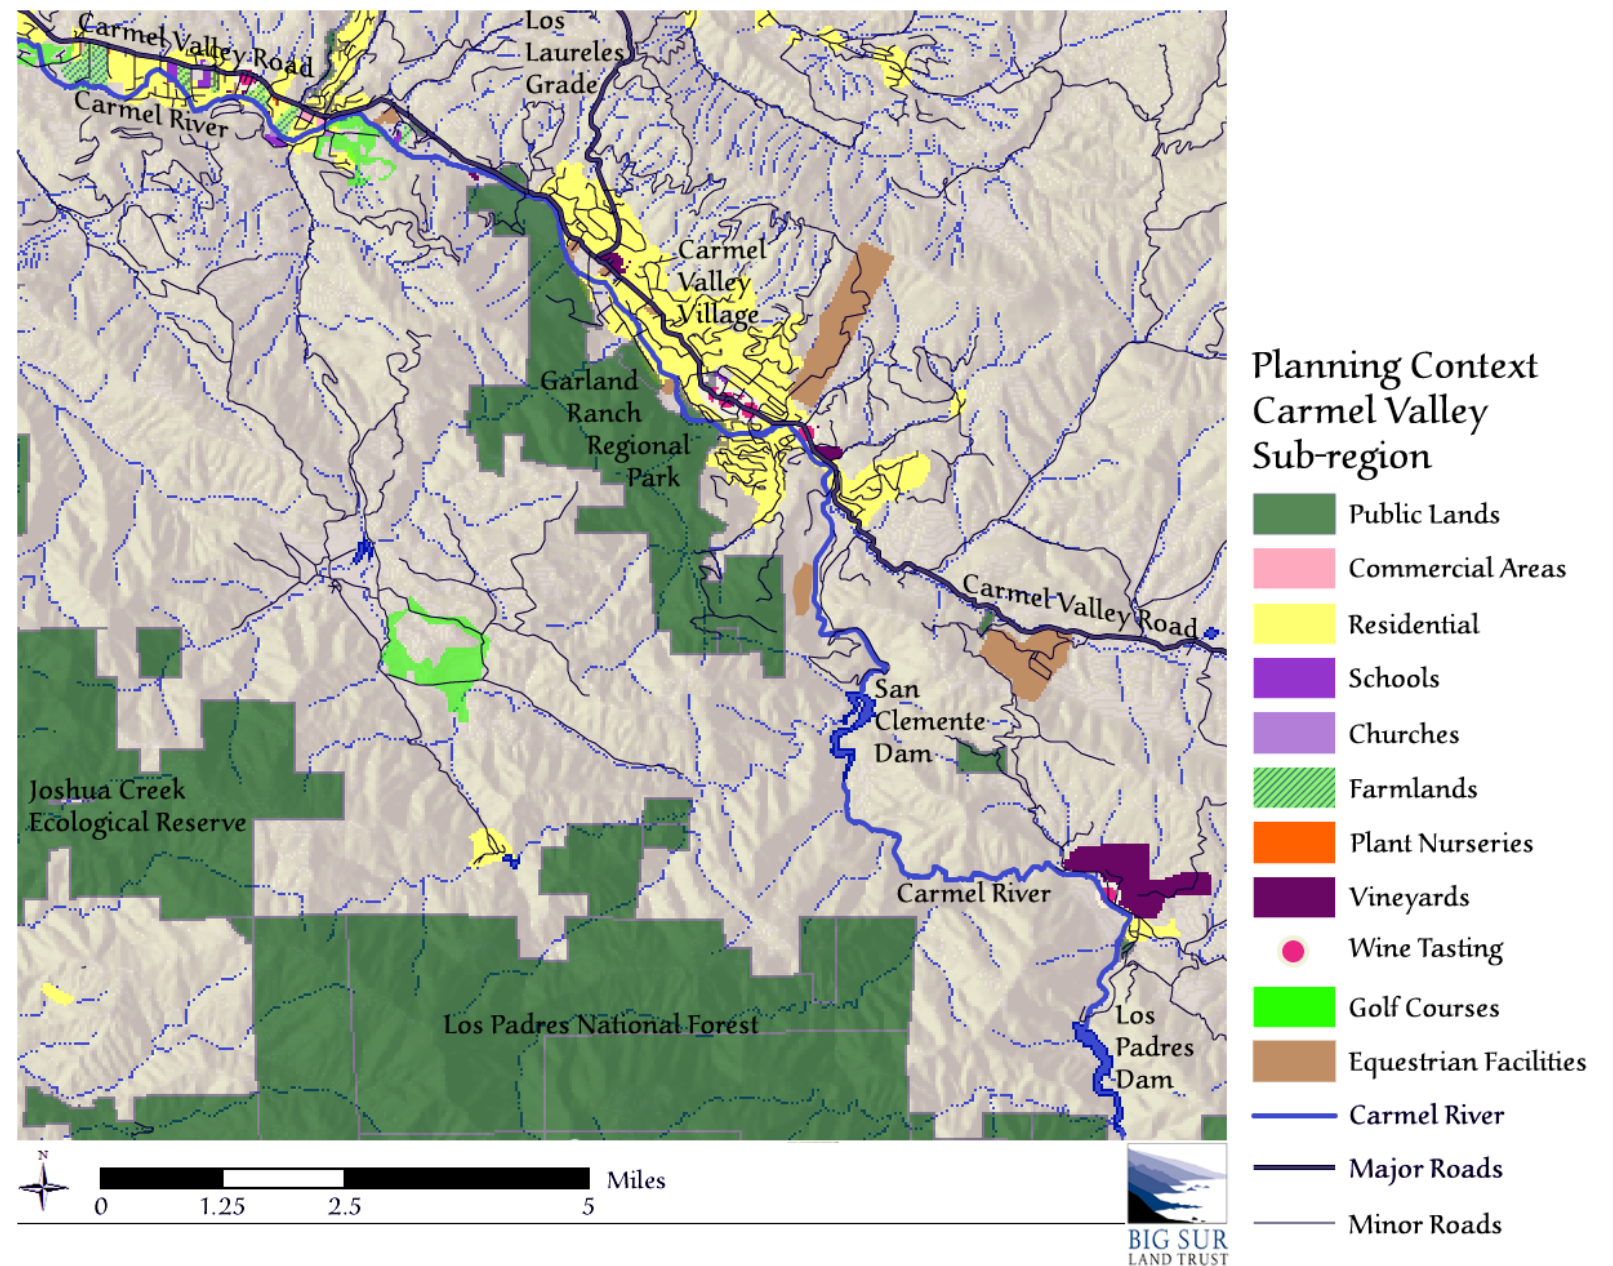 Carmel Valley Road
Carmel River
Los
Laureles
Grade
Carmel
Valley
Village
Garland
Ranch
Regional
Park
Carmel Valley Road
San
Clemente
Dam
Joshua Creek
Ecological Reserve
Carmel River
Los Padres National Forest
Los
Padres
Dam
Planning Context
Carmel Valley
Sub-region
Public Lands
Commercial Areas
Residential
Schools
Churches
Farmlands
Plant Nurseries
Vineyards
Wine Tasting
Golf Courses
Equestrian Facilities
Carmel River
Major Roads
Minor Roads
N
Miles
0 1.25 2.5 5
BIG SUR
LAND TRUST